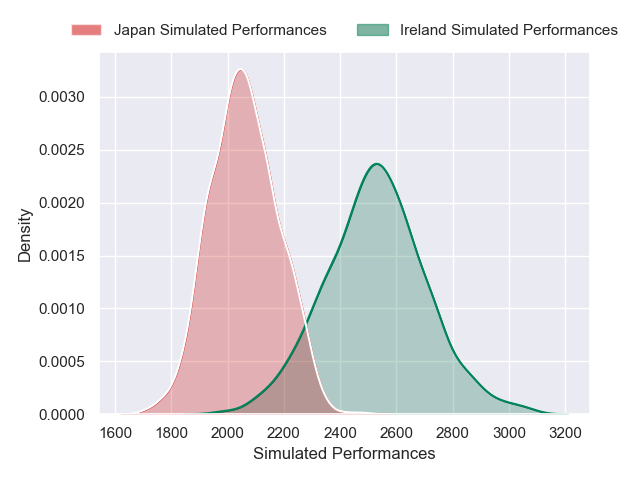 Japan Simulated Performances
Ireland Simulated Performances
0.0030
0.0025
0.0020
0.0015
0.0010
0.0005
0.0000
Density
1600 1800 2000 2200 2400 2600 2800 3000 3200
Simulated Performances